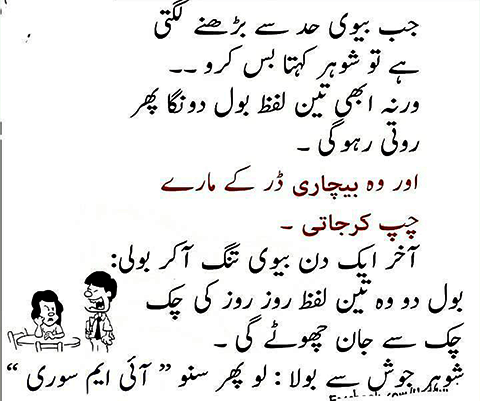 جب بیوی حد سے بڑھنے لگتی
ہے تو شوہر کہتا بس کرو ۔۔
ورنہ ابھی تین لفظ بول دونگا پھر
روتی رہوگی ۔
اور وہ بیچاری ڈر کے مارے
چپ کرجاتی ۔
آخر ایک دن بیوی تنگ آکر بولی:
بول دو وہ تین لفظ روز روز کی چک
چک سے جان چھوٹے گی ۔
شوہر جوش سے بولا : لو پھر سنو ” آئی ایم سوری “